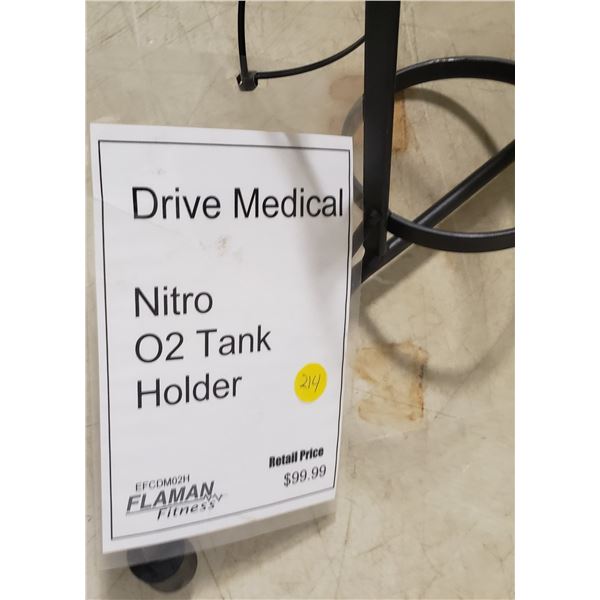 Drive Medical
Nitro
O2 Tank
Holder
214
Retail Price
$99.99
EFCDM02H
FLAMAN
Fitness